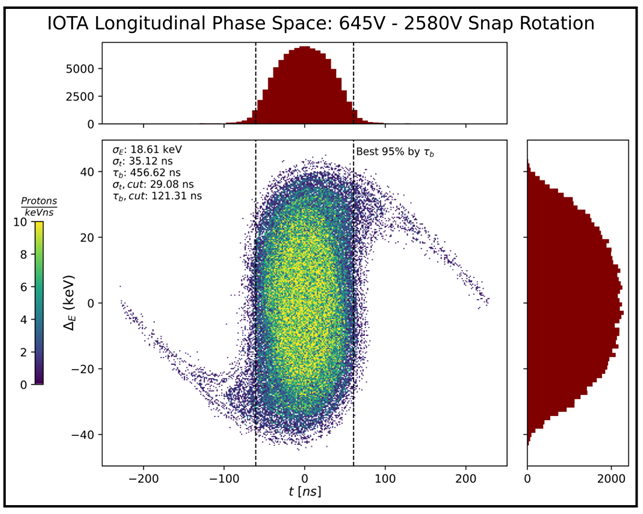 IOTA Longitudinal Phase Space: 645V - 2580V Snap Rotation
5000
2500
0
σE: 18.61 keV
σt: 35.12 ns
τb: 456.62 ns
σt, cut: 29.08 ns
τb, cut: 121.31 ns
Best 95% by τb
Protons
keVns
10
8
6
4
2
0
ΔE (keV)
40
20
0
−20
−40
−200
−100
0
100
200
t [ns]
0
1000
2000